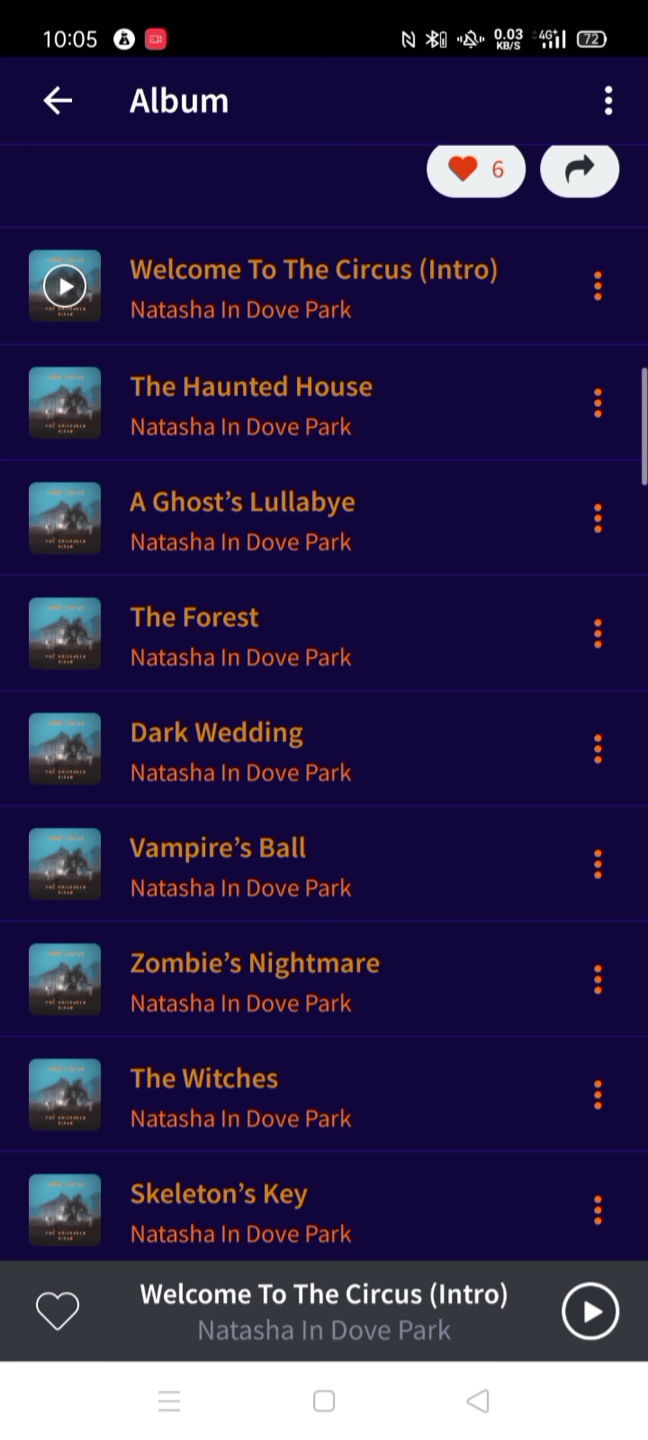 10:05
0.03 KB/S 4G+ 72
Album
6
Welcome To The Circus (Intro)
Natasha In Dove Park
The Haunted House
Natasha In Dove Park
A Ghost’s Lullabye
Natasha In Dove Park
The Forest
Natasha In Dove Park
Dark Wedding
Natasha In Dove Park
Vampire’s Ball
Natasha In Dove Park
Zombie’s Nightmare
Natasha In Dove Park
The Witches
Natasha In Dove Park
Skeleton’s Key
Natasha In Dove Park
Welcome To The Circus (Intro)
Natasha In Dove Park